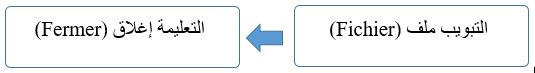 التبويب ملف (Fichier)
التعليمة إغلاق (Fermer)